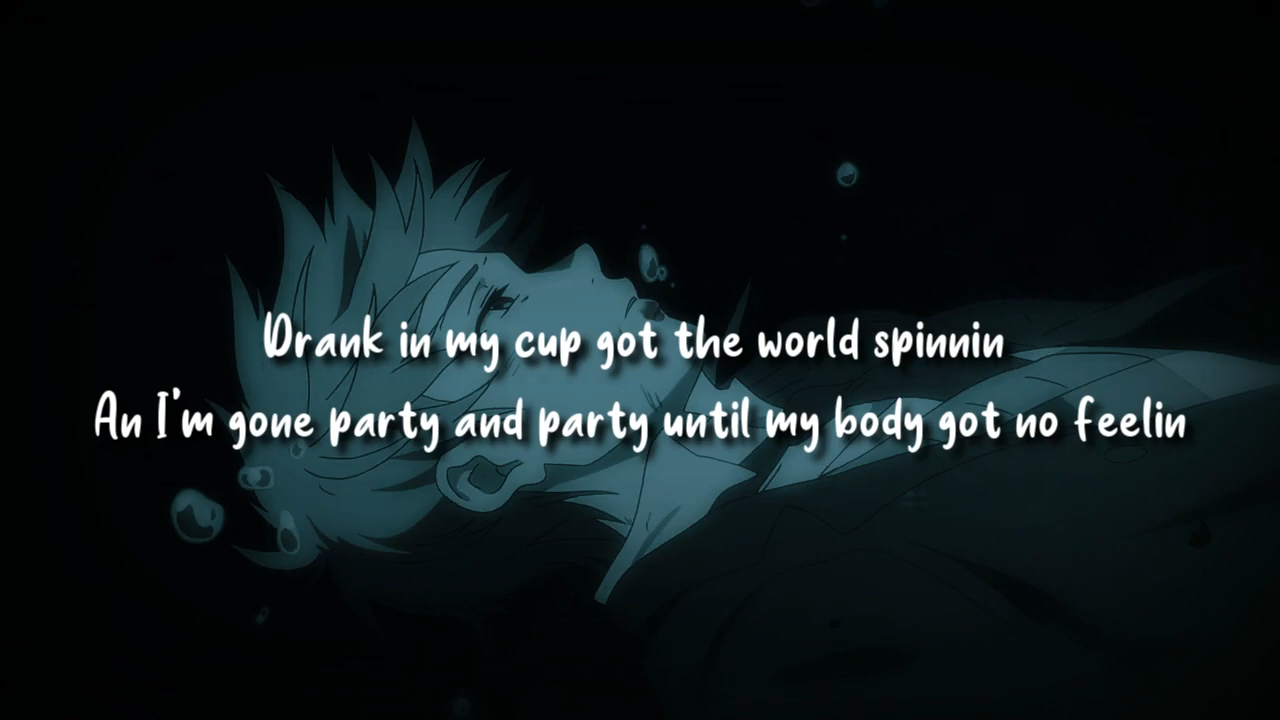 Drank in my cup got the world spinnin
An I'm gone party and party until my body got no feelin